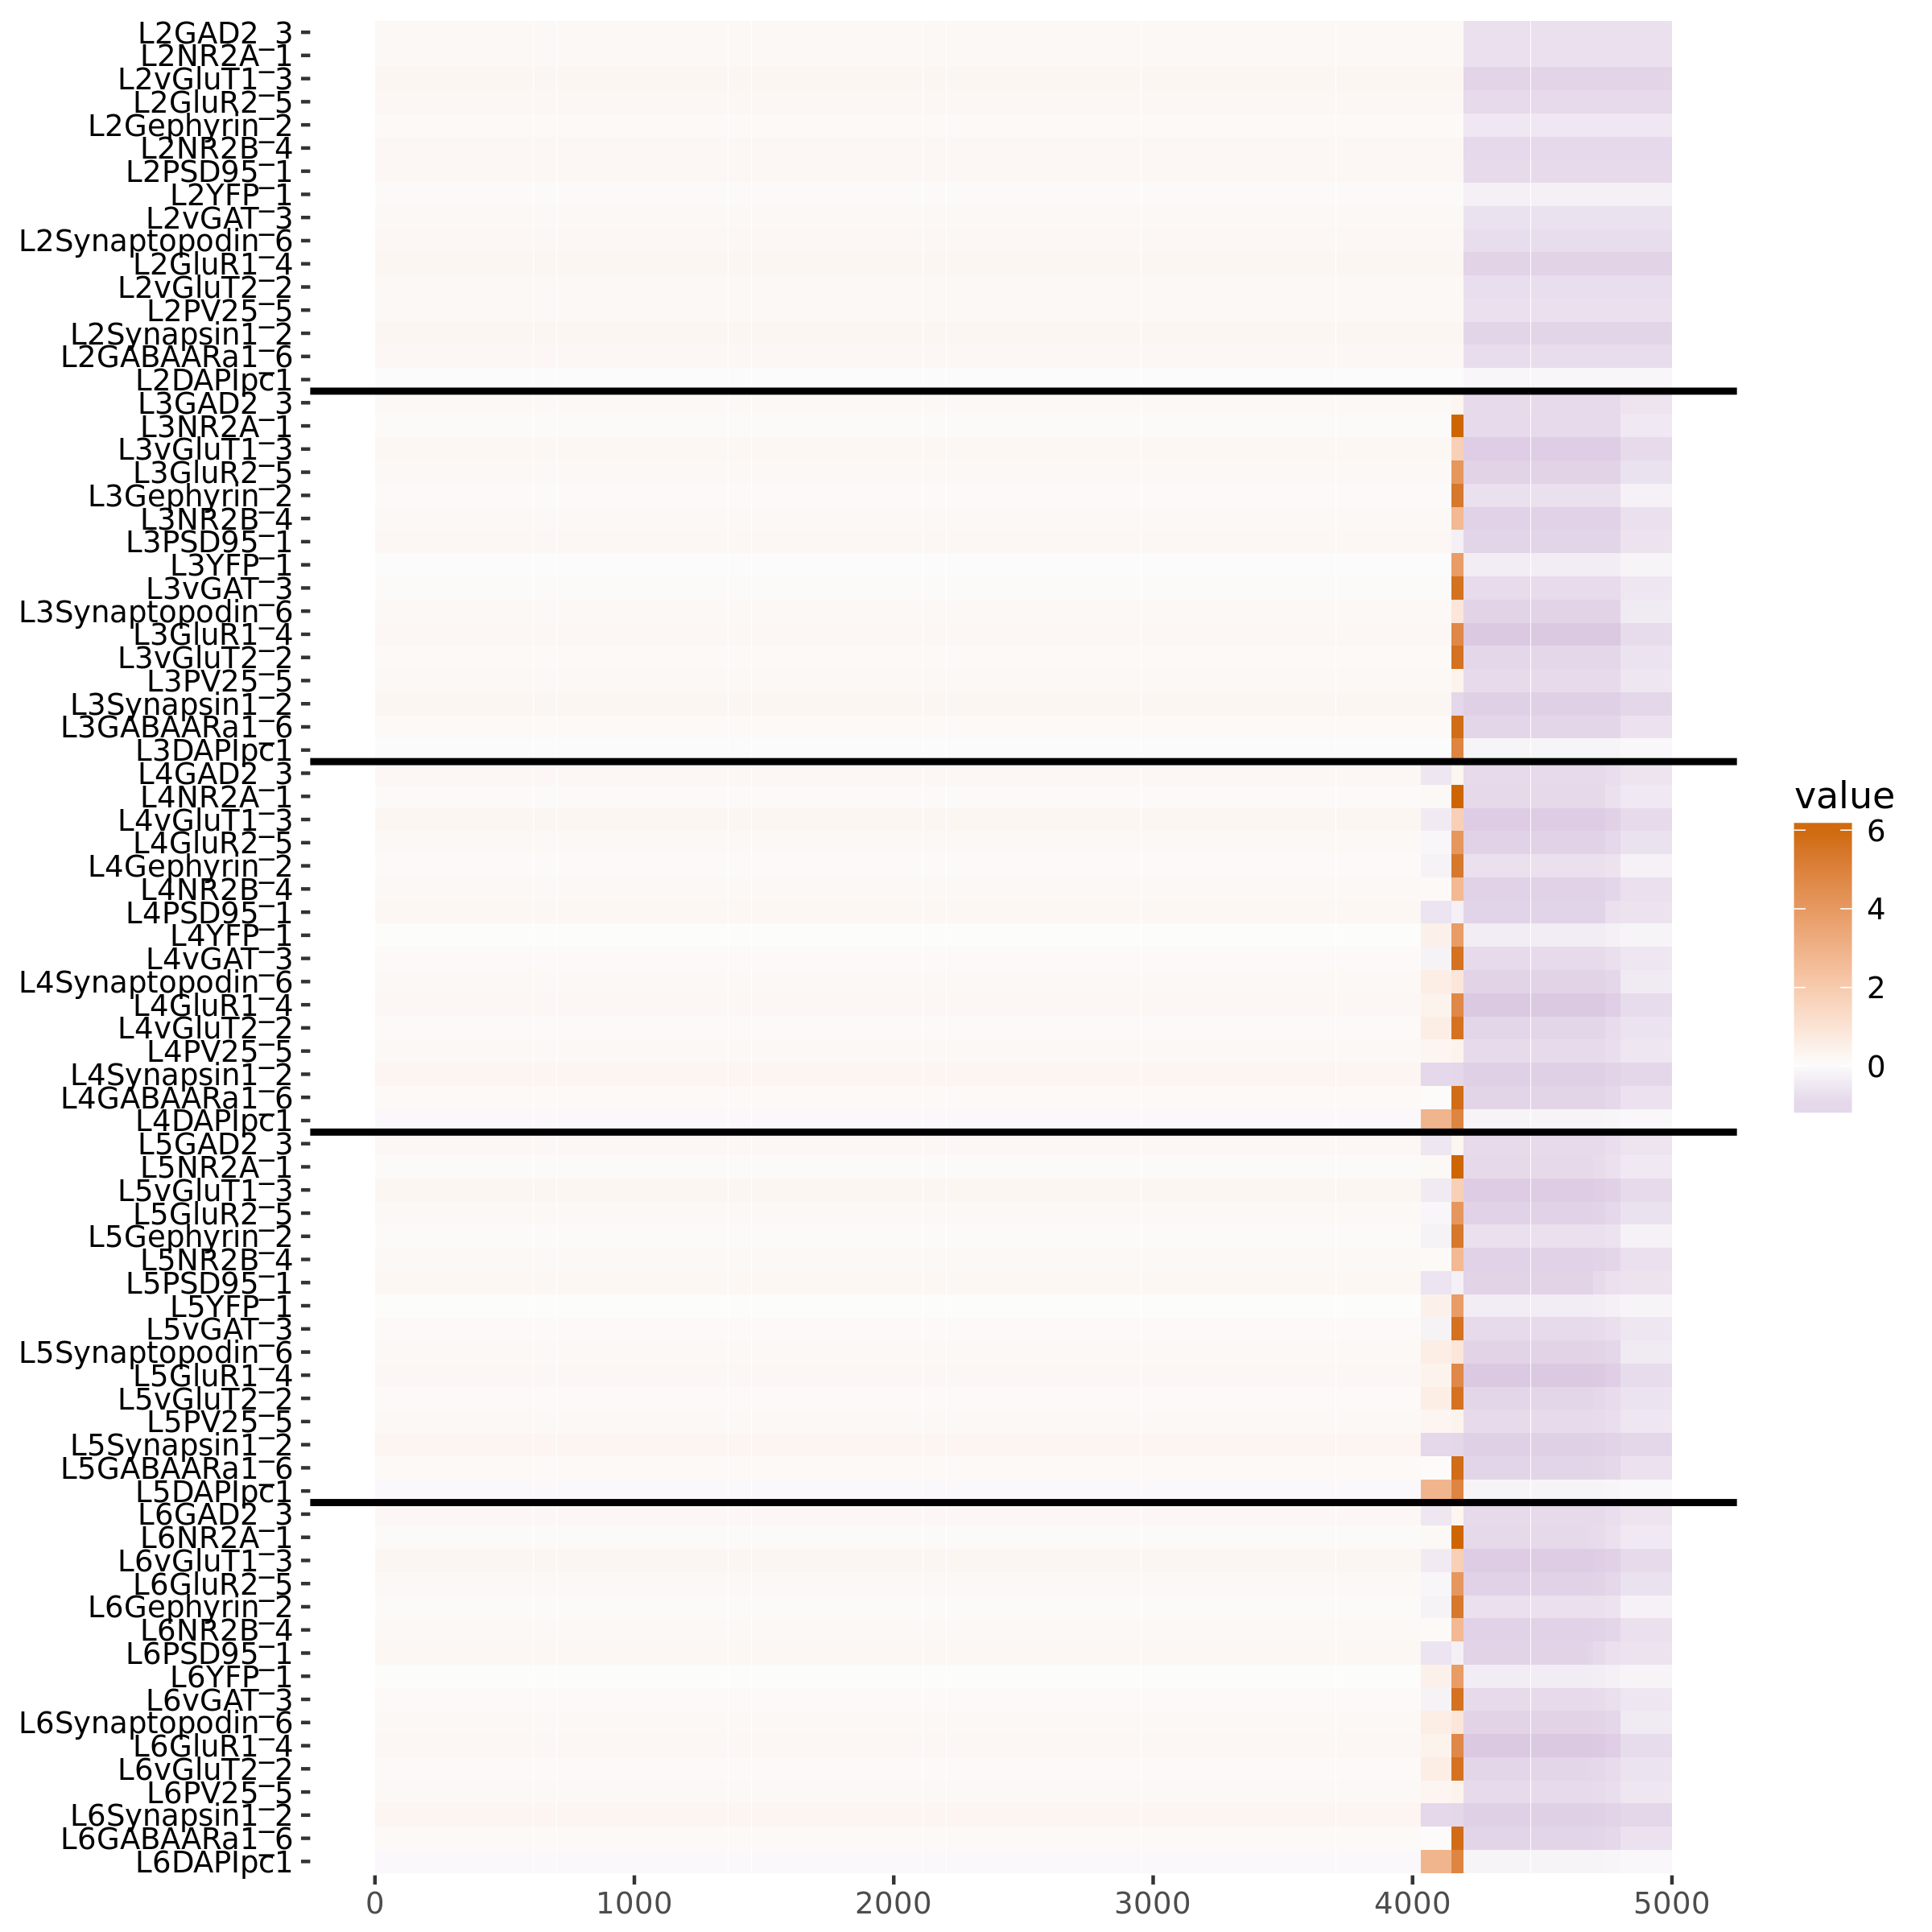 L2GAD2_3
L2NR2A_1
L2vGluT1_3
L2GluR2_5
L2Gephyrin_2
L2NR2B_4
L2PSD95_1
L2YFP_1
L2vGAT_3
L2Synaptopodin_6
L2GluR1_4
L2vGluT2_2
L2PV25_5
L2Synapsin1_2
L2GABAARa1_6
L2DAPIpc1
L3GAD2_3
L3NR2A_1
L3vGluT1_3
L3GluR2_5
L3Gephyrin_2
L3NR2B_4
L3PSD95_1
L3YFP_1
L3vGAT_3
L3Synaptopodin_6
L3GluR1_4
L3vGluT2_2
L3PV25_5
L3Synapsin1_2
L3GABAARa1_6
L3DAPIpc1
L4GAD2_3
L4NR2A_1
L4vGluT1_3
L4GluR2_5
L4Gephyrin_2
L4NR2B_4
L4PSD95_1
L4YFP_1
L4vGAT_3
L4Synaptopodin_6
L4GluR1_4
L4vGluT2_2
L4PV25_5
L4Synapsin1_2
L4GABAARa1_6
L4DAPIpc1
L5GAD2_3
L5NR2A_1
L5vGluT1_3
L5GluR2_5
L5Gephyrin_2
L5NR2B_4
L5PSD95_1
L5YFP_1
L5vGAT_3
L5Synaptopodin_6
L5GluR1_4
L5vGluT2_2
L5PV25_5
L5Synapsin1_2
L5GABAARa1_6
L5DAPIpc1
L6GAD2_3
L6NR2A_1
L6vGluT1_3
L6GluR2_5
L6Gephyrin_2
L6NR2B_4
L6PSD95_1
L6YFP_1
L6vGAT_3
L6Synaptopodin_6
L6GluR1_4
L6vGluT2_2
L6PV25_5
L6Synapsin1_2
L6GABAARa1_6
L6DAPIpc1
0 1000 2000 3000 4000 5000
value
6
4
2
0